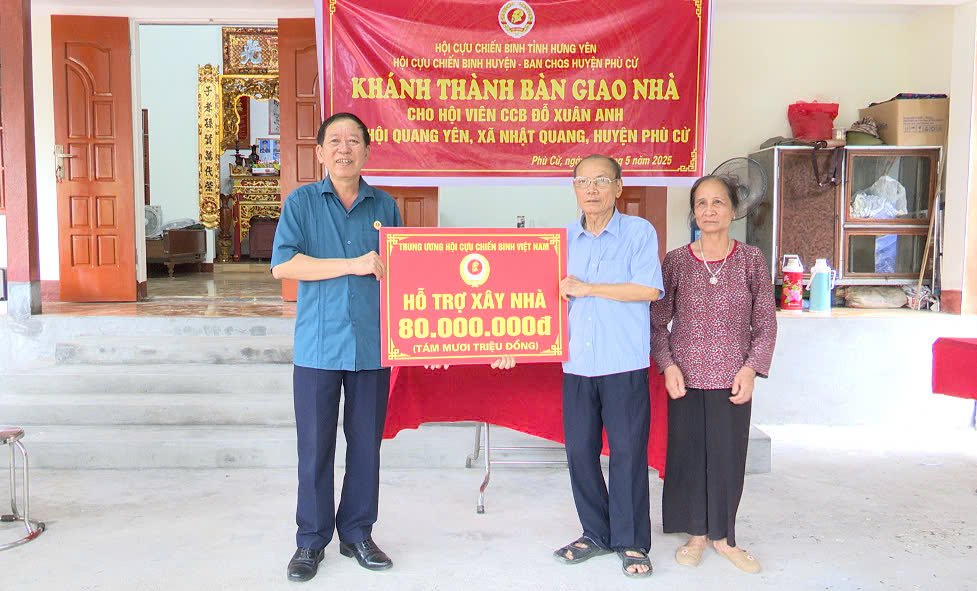 HỘI CỰU CHIẾN BINH TỈNH HƯNG YÊN
HỘI CỰU CHIẾN BINH HUYỆN - BAN CHQS HUYỆN PHÙ CỪ
KHÁNH THÀNH BÀN GIAO NHÀ
CHO HỘI VIÊN CCB ĐỖ XUÂN ANH
HỘI QUANG YÊN, XÃ NHẬT QUANG, HUYỆN PHÙ CỪ
Phù Cừ, 5 năm 2025
TRUNG ƯƠNG HỘI CỰU CHIẾN BINH VIỆT NAM
HỖ TRỢ XÂY NHÀ
80.000.000đ
(TÁM MƯƠI TRIỆU ĐỒNG)